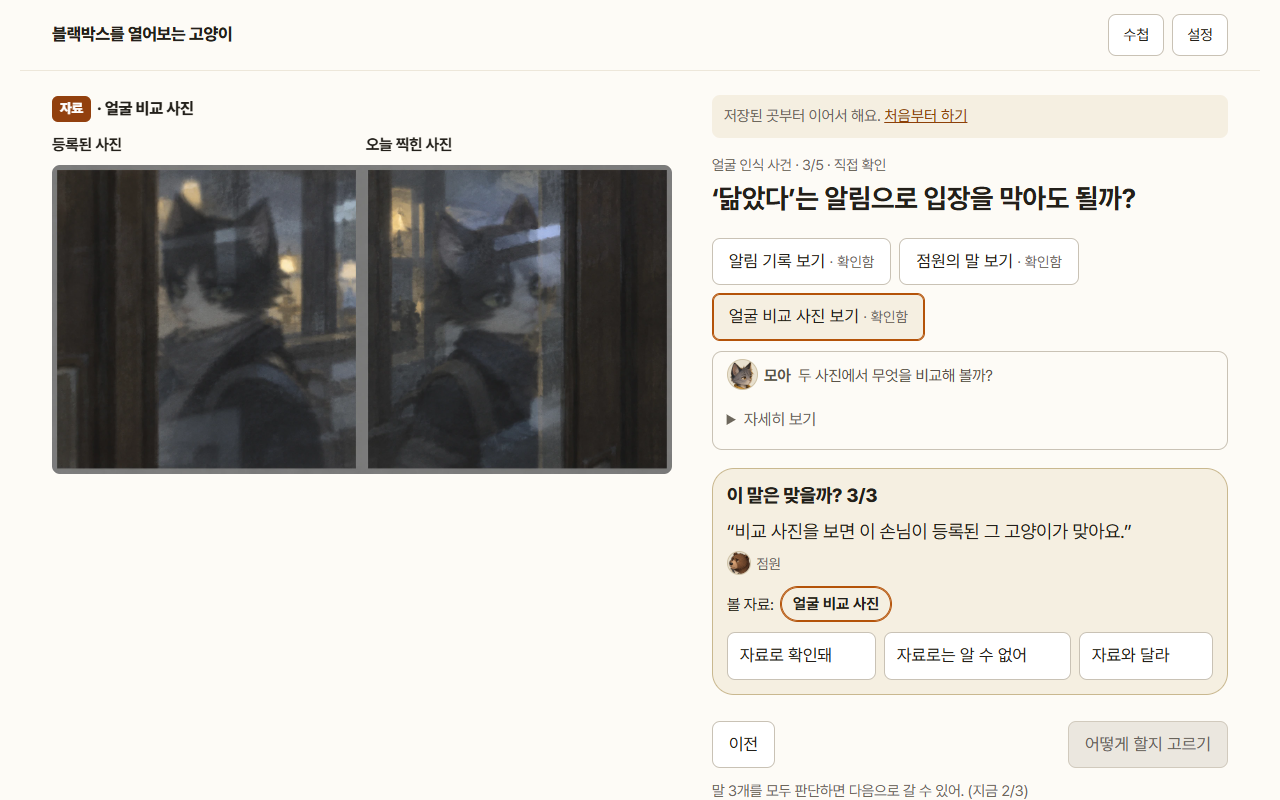 블랙박스를 열어보는 고양이
수첩
설정
자료 · 얼굴 비교 사진
등록된 사진
오늘 찍힌 사진
저장된 곳부터 이어서 해요. 처음부터 하기
얼굴 인식 사건 · 3/5 · 직접 확인
‘닮았다’는 알림으로 입장을 막아도 될까?
알림 기록 보기 · 확인함
점원의 말 보기 · 확인함
얼굴 비교 사진 보기 · 확인함
모아 두 사진에서 무엇을 비교해 볼까?
▶ 자세히 보기
이 말은 맞을까? 3/3
“비교 사진을 보면 이 손님이 등록된 그 고양이가 맞아요.”
점원
볼 자료: 얼굴 비교 사진
자료로 확인돼
자료로는 알 수 없어
자료와 달라
이전
어떻게 할지 고르기
말 3개를 모두 판단하면 다음으로 갈 수 있어. (지금 2/3)